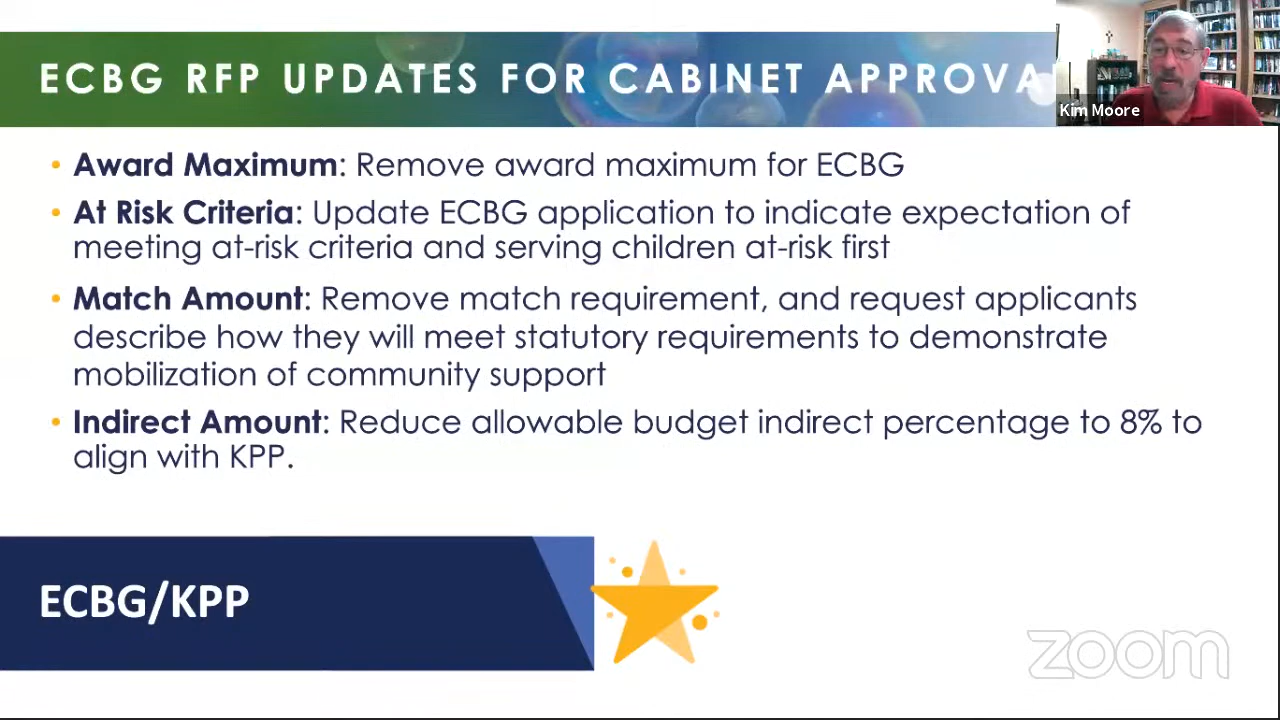 ECBG RFP UPDATES FOR CABINET APPROVA
Kim Moore
• Award Maximum: Remove award maximum for ECBG
• At Risk Criteria: Update ECBG application to indicate expectation of
meeting at-risk criteria and serving children at-risk first
• Match Amount: Remove match requirement, and request applicants
describe how they will meet statutory requirements to demonstrate
mobilization of community support
• Indirect Amount: Reduce allowable budget indirect percentage to 8% to
align with KPP.
ECBG/KPP
zoom